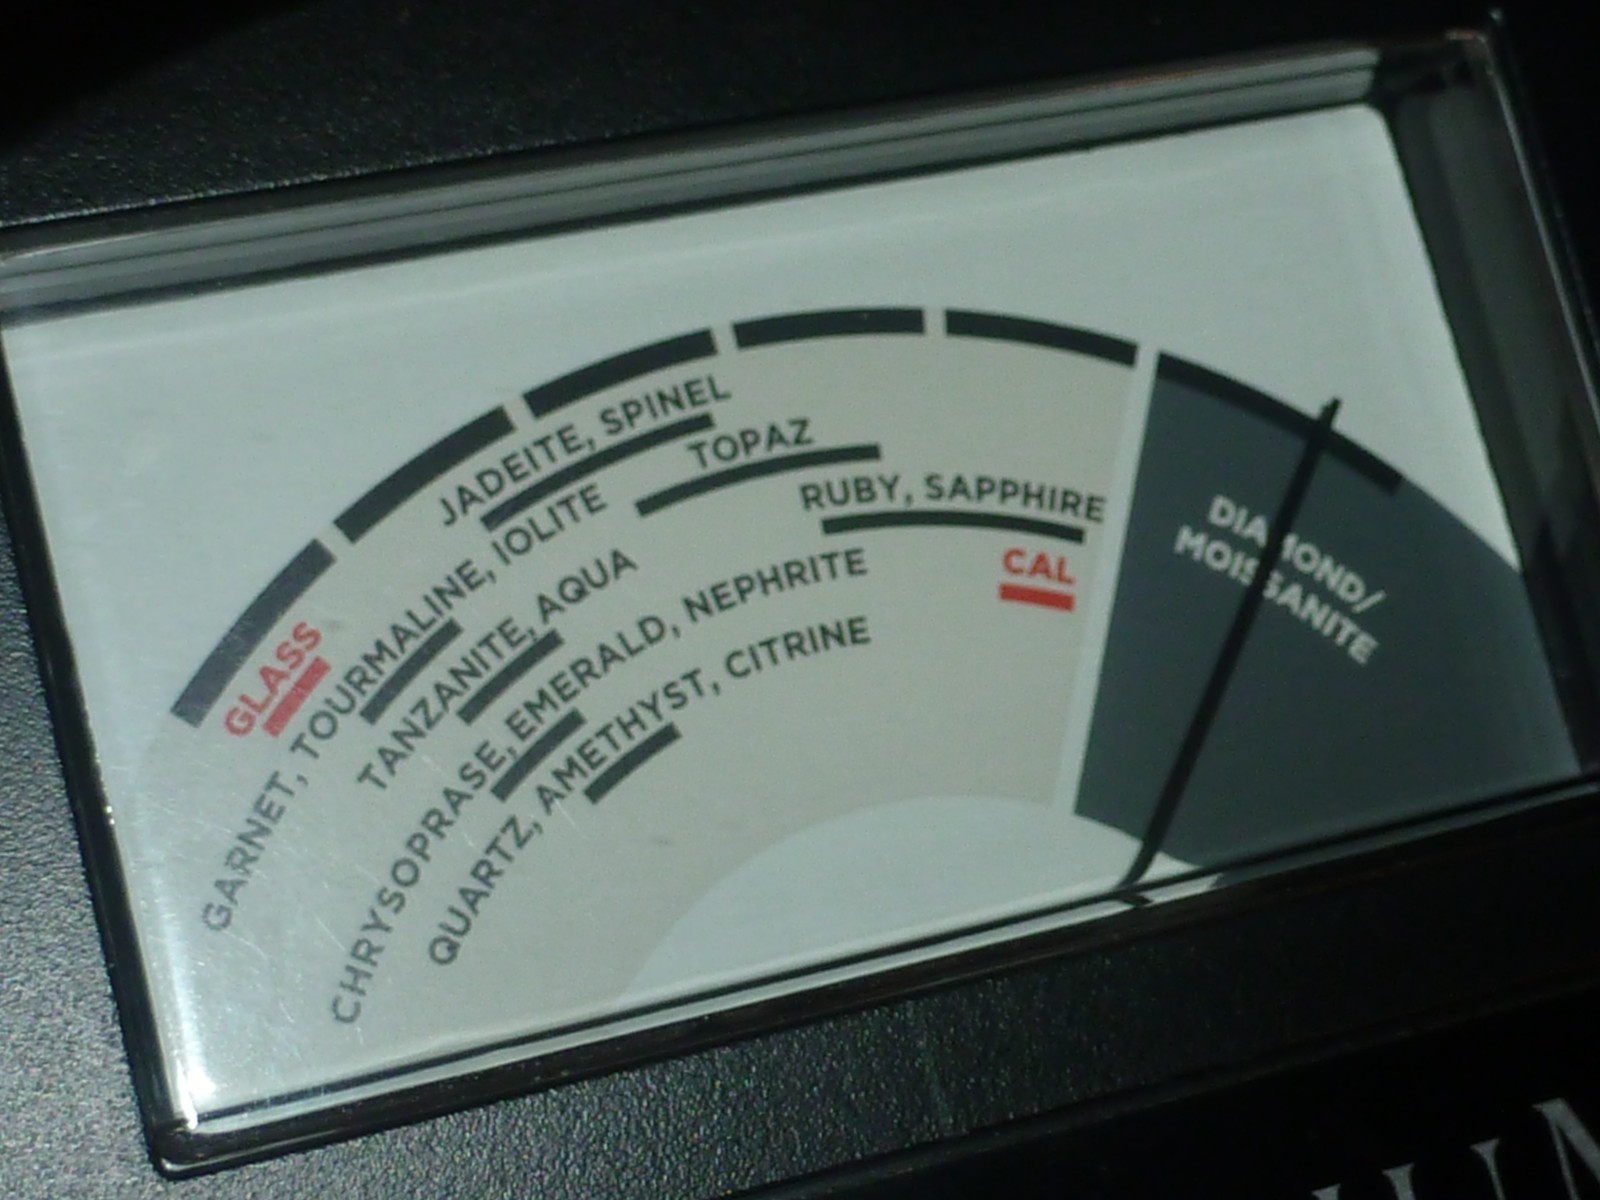 JADEITE, SPINEL
TOPAZ
RUBY, SAPPHIRE
CAL
DIAMOND/
MOISSANITE
GLASS
GARNET, TOURMALINE, IOLITE
TANZANITE, AQUA
CHRYSOPRASE, EMERALD, NEPHRITE
QUARTZ, AMETHYST, CITRINE